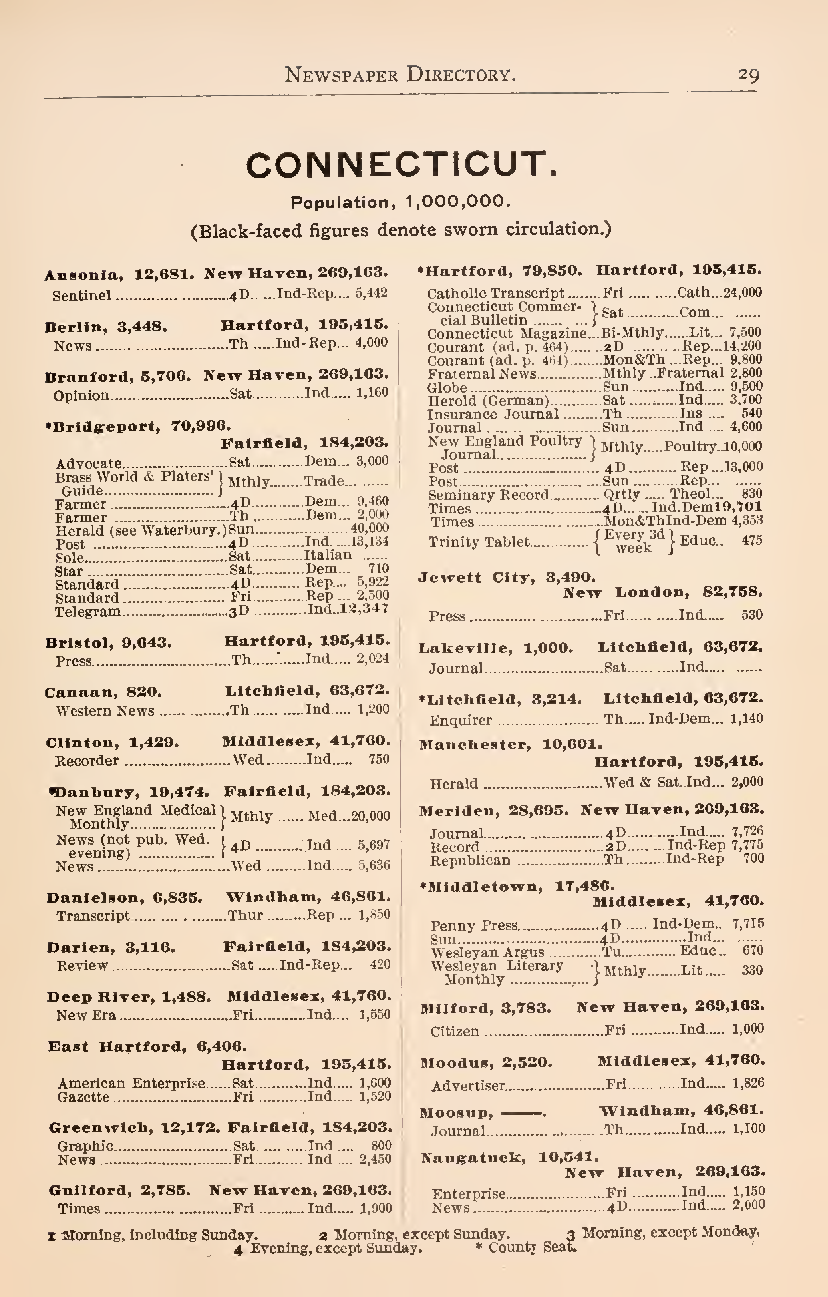 NEWSPAPER DIRECTORY. 29
CONNECTICUT.
Population, 1,000,000.
(Black-faced figures denote sworn circulation.)
Ansonia, 12,681. New Haven, 269,163.
Sentinel 4D Ind-Rep 5,442
Berlin, 3,448. Hartford, 195,415.
News Th Ind-Rep 4,000
Branford, 5,706. New Haven, 269,163.
Opinion Sat Ind 1,160
*Bridgeport, 70,996.
Fairfield, 184,203.
Advocate Sat Dem 3,000
Brass World & Platers'
Guide Mthly Trade
Farmer 4D Dem 9,460
Farmer Th Dem 2,000
Herald (see Waterbury.) Sun 40,000
Post 4D Ind 13,134
Sole Sat Italian
Star Sat Dem 710
Standard 4D Rep 5,922
Standard Fri Rep 2,500
Telegram 3D Ind 12,347
Bristol, 9,643. Hartford, 195,415.
Press Th Ind 2,024
Canaan, 820. Litchfield, 63,672.
Western News Th Ind 1,200
Clinton, 1,429. Middlesex, 41,760.
Recorder Wed Ind 750
*Danbury, 19,474. Fairfield, 184,203.
New England Medical
Monthly Mthly Med 20,000
News (not pub. Wed.
evening) 4D Ind 5,697
News Wed Ind 5,636
Danielson, 6,835. Windham, 46,861.
Transcript Thur Rep 1,850
Darien, 3,116. Fairfield, 184,203.
Review Sat Ind-Rep 420
Deep River, 1,488. Middlesex, 41,760.
New Era Fri Ind 1,550
East Hartford, 6,406.
Hartford, 195,415.
American Enterprise Sat Ind 1,600
Gazette Fri Ind 1,520
Greenwich, 12,172. Fairfield, 184,203.
Graphic Sat Ind 800
News Fri Ind 2,450
Guilford, 2,785. New Haven, 269,163.
Times Fri Ind 1,000
*Hartford, 79,850. Hartford, 195,415.
Catholic Transcript Fri Cath 24,000
Connecticut Commer-
cial Bulletin Sat Com
Connecticut Magazine Bi-Mthly Lit 7,500
Courant (ad. p. 464) 2D Rep 14,200
Courant (ad. p. 464) Mon&Th Rep 9,800
Fraternal News Mthly Fraternal 2,800
Globe Sun Ind 9,500
Herold (German) Sat Ind 3,700
Insurance Journal Th Ins 540
Journal Sun Ind 4,600
New England Poultry
Journal Mthly Poultry 10,000
Post 4D Rep 13,000
Post Sun Rep
Seminary Record Qrtly Theol 830
Times 4D Ind.Dem 19,701
Times Mon&Th Ind-Dem 4,353
Trinity Tablet Every 3d week Educ 475
Jewett City, 3,490.
New London, 82,758.
Press Fri Ind 530
Lakeville, 1,000. Litchfield, 63,672.
Journal Sat Ind
*Litchfield, 3,214. Litchfield, 63,672.
Enquirer Th Ind-Dem 1,140
Manchester, 10,601.
Hartford, 195,415.
Herald Wed & Sat Ind 2,000
Meriden, 28,695. New Haven, 269,163.
Journal 4D Ind 7,726
Record 2D Ind-Rep 7,775
Republican Th Ind-Rep 700
*Middletown, 17,486.
Middlesex, 41,760.
Penny Press 4D Ind-Dem 7,715
Sun 4D Ind
Wesleyan Argus Tu Educ 670
Wesleyan Literary
Monthly Mthly Lit 330
Milford, 3,783. New Haven, 269,163.
Citizen Fri Ind 1,000
Moodus, 2,520. Middlesex, 41,760.
Advertiser Fri Ind 1,826
Moosup, ——. Windham, 46,861.
Journal Th Ind 1,100
Naugatuck, 10,541.
New Haven, 269,163.
Enterprise Fri Ind 1,150
News 4D Ind 2,000
1 Morning, including Sunday. 2 Morning, except Sunday. 3 Morning, except Monday.
4 Evening, except Sunday. * County Seat.